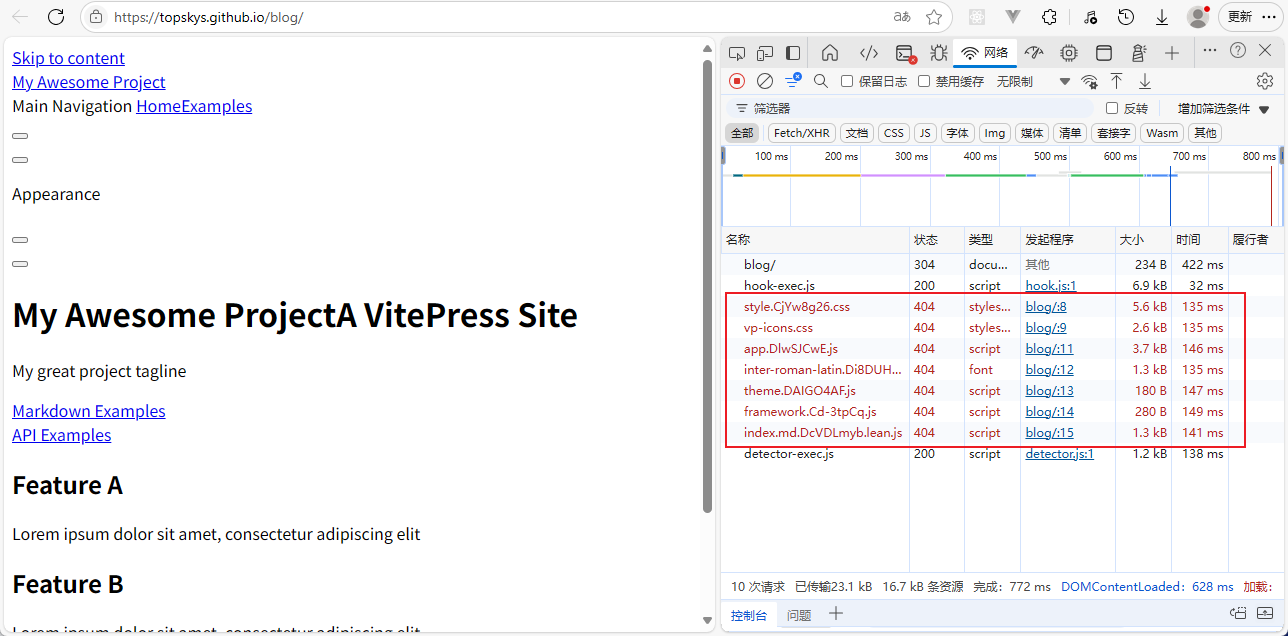 https://topskys.github.io/blog/
aあ
更新
Skip to content
My Awesome Project
Main Navigation HomeExamples
Appearance
My Awesome ProjectA VitePress Site
My great project tagline
Markdown Examples
API Examples
Feature A
Lorem ipsum dolor sit amet, consectetur adipiscing elit
Feature B
网络
保留日志 禁用缓存 无限制
筛选器 反转 增加筛选条件
全部 Fetch/XHR 文档 CSS JS 字体 Img 媒体 清单 套接字 Wasm 其他
100 ms 200 ms 300 ms 400 ms 500 ms 600 ms 700 ms 800 ms
名称 状态 类型 发起程序 大小 时间 履行者
blog/ 304 docu... 其他 234 B 422 ms
hook-exec.js 200 script hook.js:1 6.9 kB 32 ms
style.CjYw8g26.css 404 styles... blog/:8 5.6 kB 135 ms
vp-icons.css 404 styles... blog/:9 2.6 kB 135 ms
app.DlwSJCwE.js 404 script blog/:11 3.7 kB 146 ms
inter-roman-latin.Di8DUH... 404 font blog/:12 1.3 kB 135 ms
theme.DAIGO4AF.js 404 script blog/:13 180 B 147 ms
framework.Cd-3tpCq.js 404 script blog/:14 280 B 149 ms
index.md.DcVDLmyb.lean.js 404 script blog/:15 1.3 kB 141 ms
detector-exec.js 200 script detector.js:1 1.2 kB 138 ms
10 次请求 已传输23.1 kB 16.7 kB 条资源 完成：772 ms DOMContentLoaded：628 ms 加载：
控制台 问题